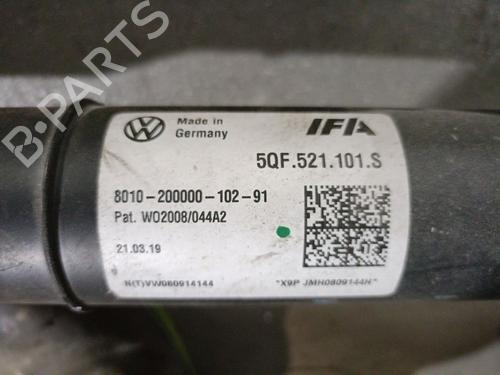 B-PARTS
Made in
Germany
IFA
5QF.521.101.S
8010-200000-102-91
Pat. WO2008/044A2
21.03.19
N(T)VW080914144
"X9P JMH0809144H"